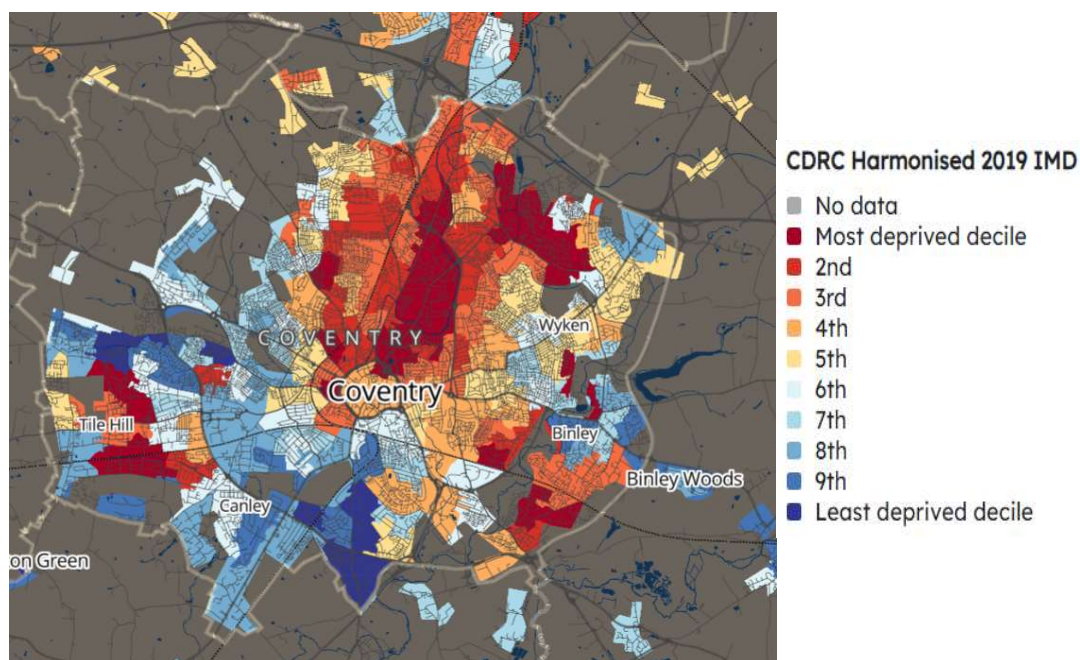 CDRC Harmonised 2019 IMD
No data
Most deprived decile
2nd
3rd
4th
5th
6th
7th
8th
9th
Least deprived decile
COVENTRY
Wyken
Coventry
Tile Hill
Binley
Binley Woods
Canley
on Green